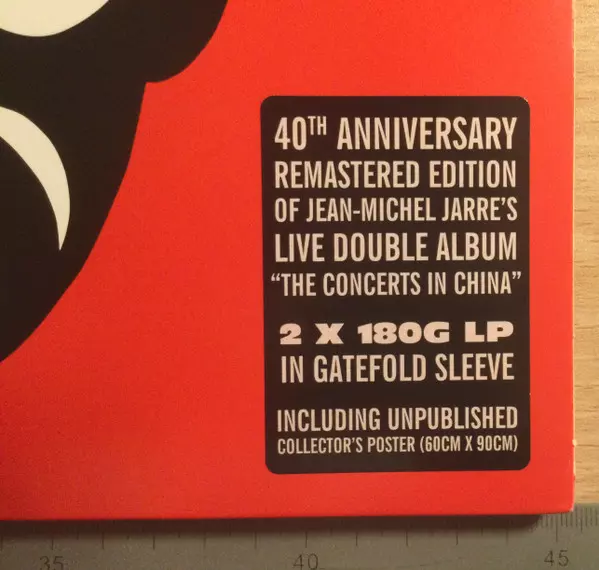 40TH ANNIVERSARY
REMASTERED EDITION
OF JEAN-MICHEL JARRE'S
LIVE DOUBLE ALBUM
"THE CONCERTS IN CHINA"
2 X 180G LP
IN GATEFOLD SLEEVE
INCLUDING UNPUBLISHED
COLLECTOR'S POSTER (60CM X 90CM)
35 40 45